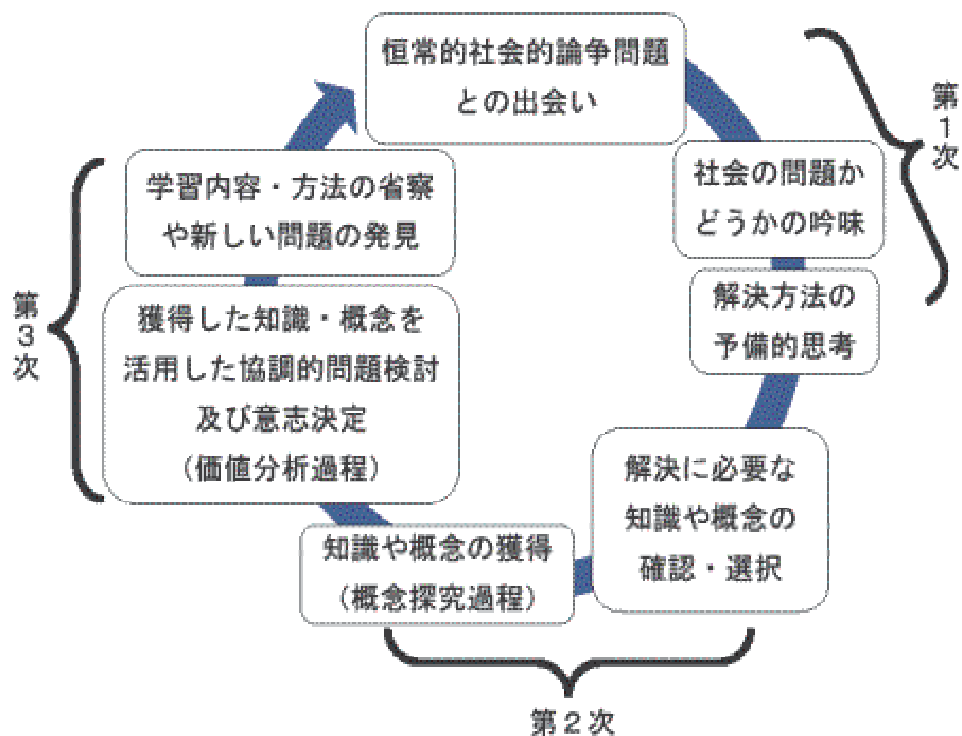 恒常的社会的論争問題
との出会い
第1次
社会の問題か
どうかの吟味
解決方法の
予備的思考
解決に必要な
知識や概念の
確認・選択
第2次
知識や概念の獲得
(概念探究過程)
獲得した知識・概念を
活用した協調的問題検討
及び意志決定
(価値分析過程)
学習内容・方法の省察
や新しい問題の発見
第3次